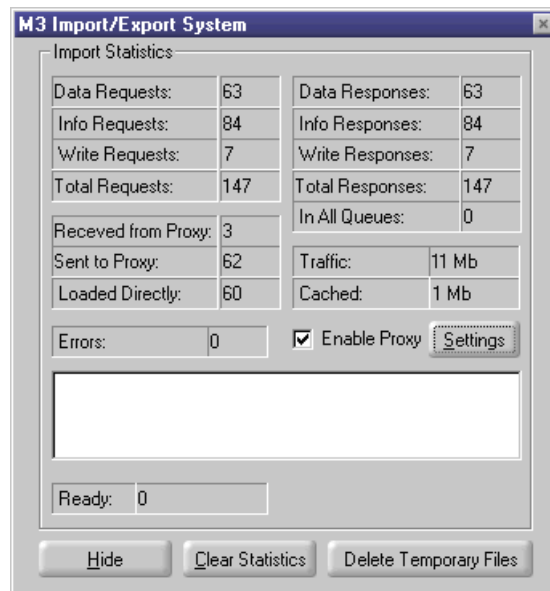 M3 Import/Export System
Import Statistics
Data Requests: 63 Data Responses: 63
Info Requests: 84 Info Responses: 84
Write Requests: 7 Write Responses: 7
Total Requests: 147 Total Responses: 147
In All Queues: 0
Receved from Proxy: 3
Sent to Proxy: 62 Traffic: 11 Mb
Loaded Directly: 60 Cached: 1 Mb
Errors: 0 Enable Proxy Settings
Ready: 0
Hide Clear Statistics Delete Temporary Files